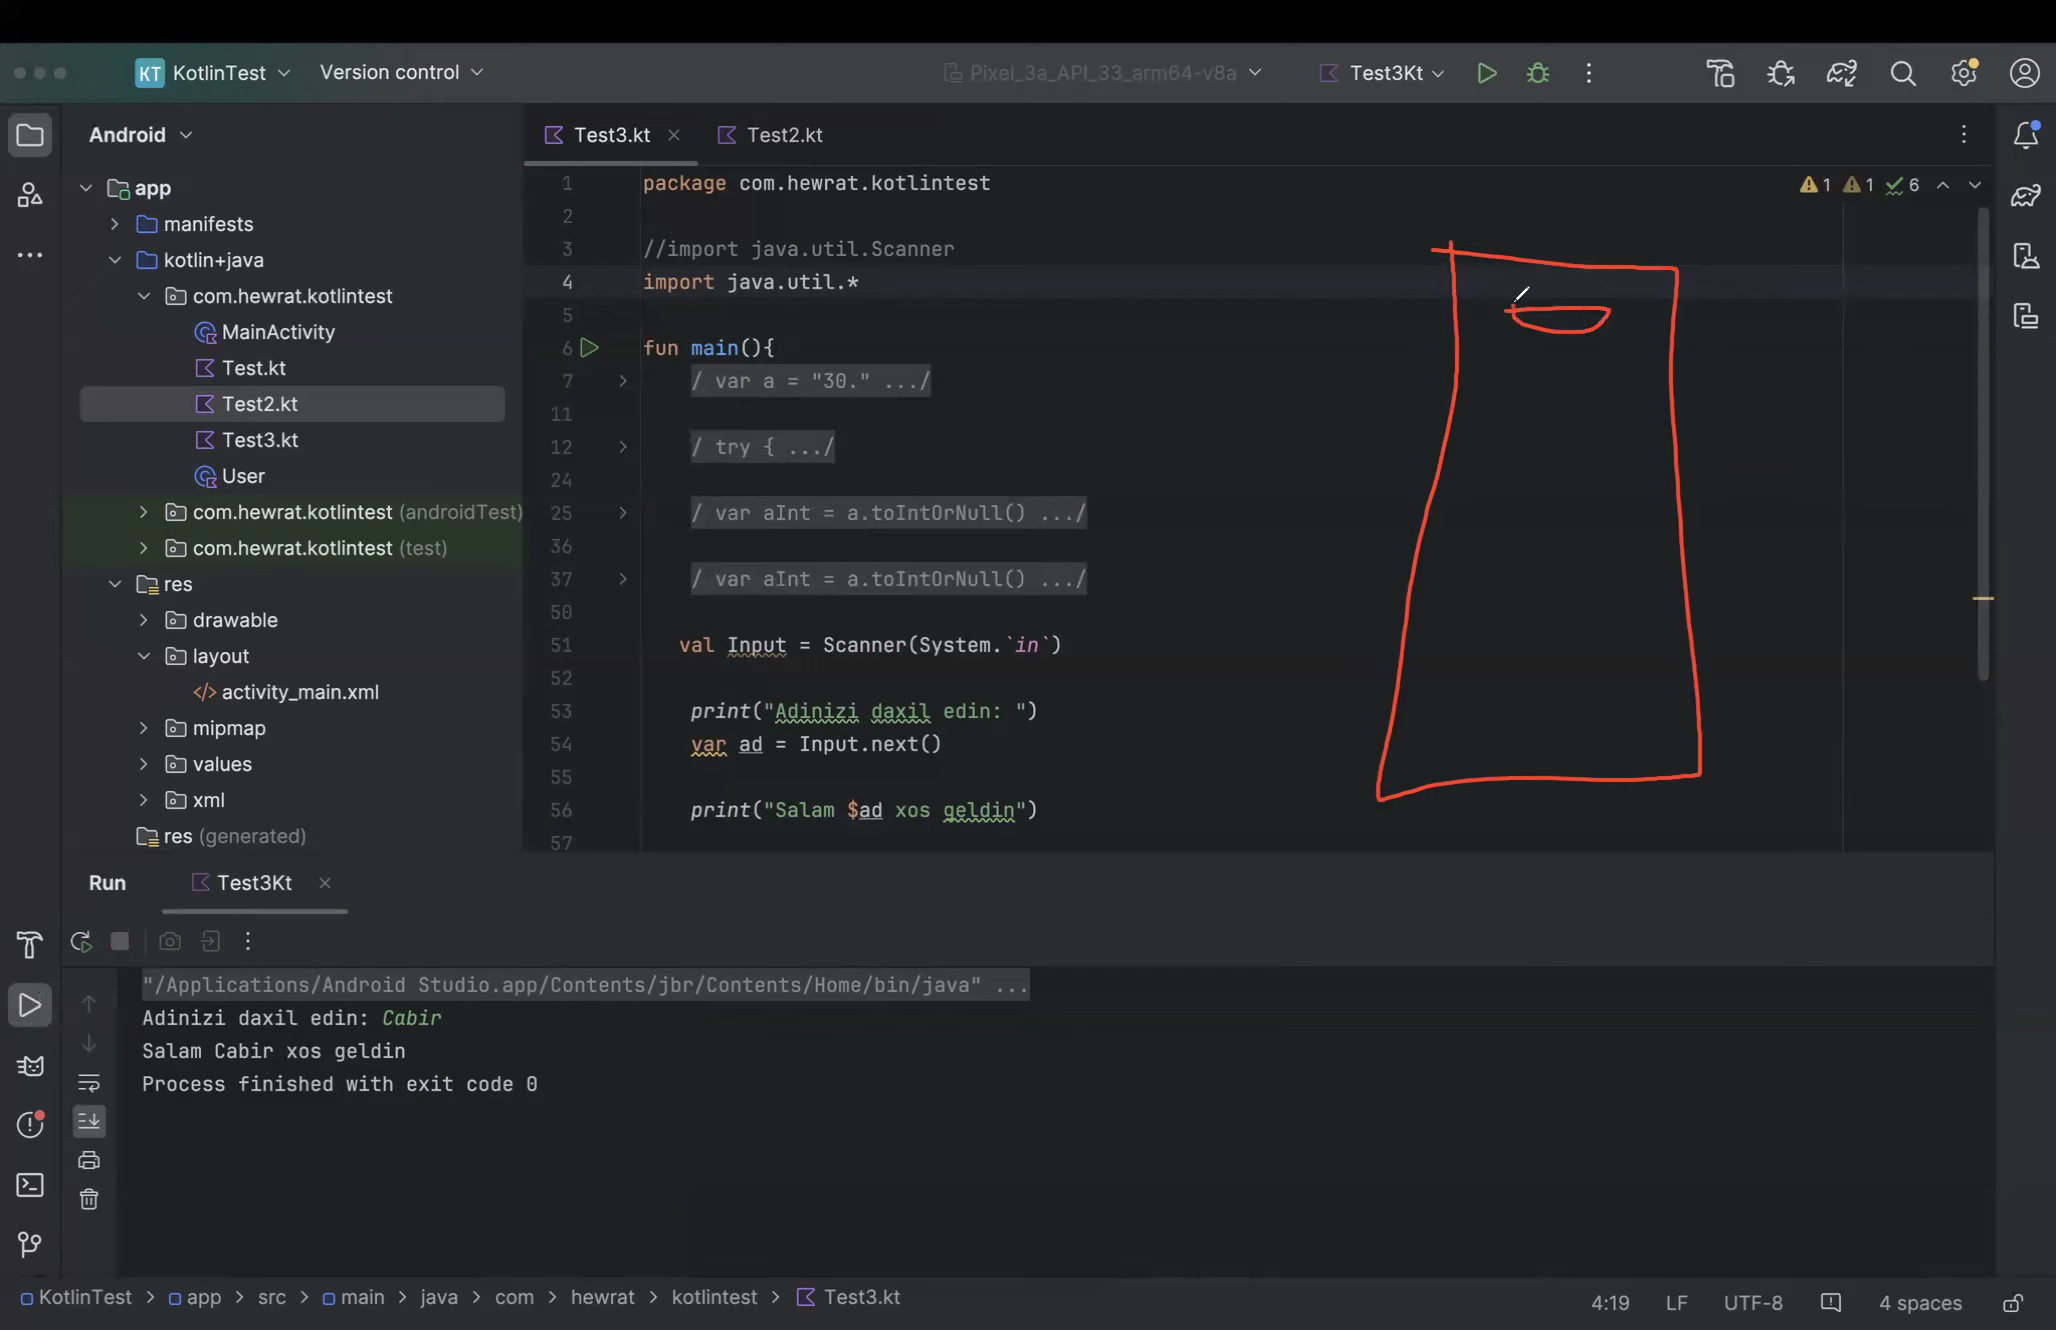 KT KotlinTest Version control Pixel_3a_API_33_arm64-v8a Test3Kt
Android
app
manifests
kotlin+java
com.hewrat.kotlintest
MainActivity
Test.kt
Test2.kt
Test3.kt
User
com.hewrat.kotlintest (androidTest)
com.hewrat.kotlintest (test)
res
drawable
layout
</> activity_main.xml
mipmap
values
xml
res (generated)
Test3.kt Test2.kt
1 1 6
1 package com.hewrat.kotlintest
2
3 //import java.util.Scanner
4 import java.util.*
5
6 fun main(){
7 / var a = "30." .../
11
12 / try { .../
24
25 / var aInt = a.toIntOrNull() .../
36
37 / var aInt = a.toIntOrNull() .../
50
51 val Input = Scanner(System.`in`)
52
53 print("Adinizi daxil edin: ")
54 var ad = Input.next()
55
56 print("Salam $ad xos geldin")
57
Run Test3Kt
"/Applications/Android Studio.app/Contents/jbr/Contents/Home/bin/java" ...
Adinizi daxil edin: Cabir
Salam Cabir xos geldin
Process finished with exit code 0
KotlinTest > app > src > main > java > com > hewrat > kotlintest > Test3.kt
4:19 LF UTF-8 4 spaces